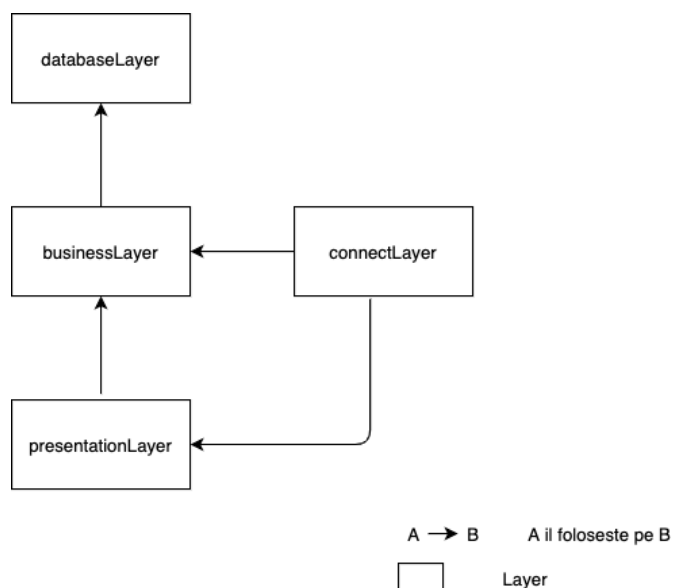 databaseLayer
businessLayer
connectLayer
presentationLayer
A B A il foloseste pe B
Layer